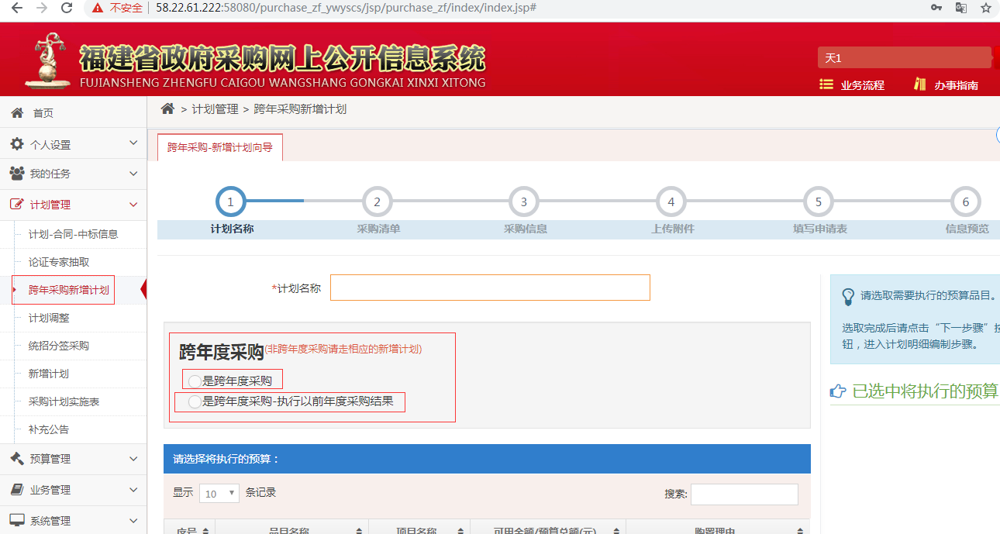 不安全 58.22.61.222:58080/purchase_zf_ywyscs/jsp/purchase_zf/index/index.jsp#
福建省政府采购网上公开信息系统
FUJIANSHENG ZHENGFU CAIGOU WANGSHANG GONGKAI XINXI XITONG
天1
业务流程 办事指南
首页
个人设置
我的任务
计划管理
计划-合同-中标信息
论证专家抽取
跨年采购新增计划
计划调整
统招分签采购
新增计划
采购计划实施表
补充公告
预算管理
业务管理
系统管理
> 计划管理 > 跨年采购新增计划
跨年采购-新增计划向导
1 2 3 4 5 6
计划名称 采购清单 采购信息 上传附件 填写申请表 信息预览
*计划名称
跨年度采购(非跨年度采购请走相应的新增计划)
是跨年度采购
是跨年度采购-执行以前年度采购结果
请选取需要执行的预算品目。
选取完成后请点击“下一步骤”按
钮，进入计划明细编制步骤。
已选中将执行的预算
请选择将执行的预算：
显示 10 条记录 搜索:
序号 品目名称 项目名称 可用金额/预算总额(元) 购置理由